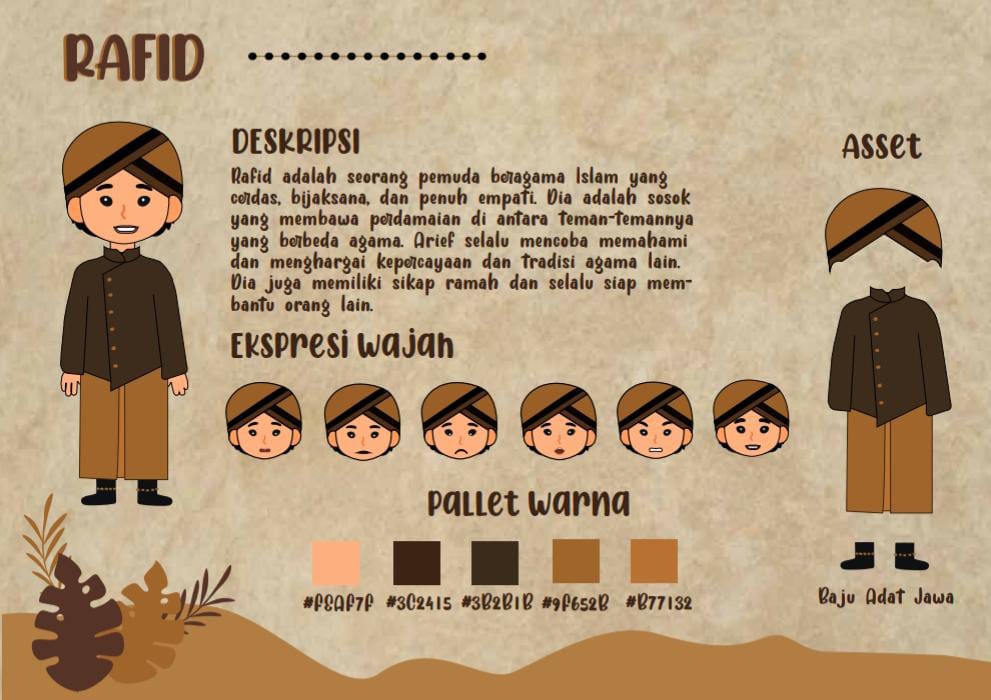 RAFID
DESKRIPSI
Rafid adalah seorang pemuda beragama Islam yang
cerdas, bijaksana, dan penuh empati. Dia adalah sosok
yang membawa perdamaian di antara teman-temannya
yang berbeda agama. Arief selalu mencoba memahami
dan menghargai kepercayaan dan tradisi agama lain.
Dia juga memiliki sikap ramah dan selalu siap mem-
bantu orang lain.
Ekspresi wajah
Pallet warna
#F8AF7F #3C2415 #3B2B1B #9F652B #B77132
Asset
Baju Adat Jawa